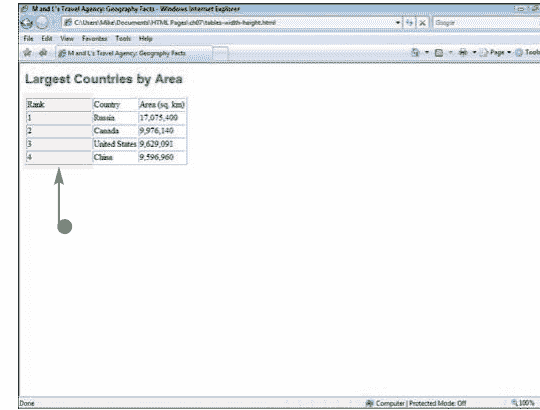 M and L's Travel Agency: Geography Facts - Windows Internet Explorer
C:\Users\Mike\Documents\HTML Pages\ch07\tables-width-height.html
Google
File Edit View Favorites Tools Help
M and L's Travel Agency: Geography Facts
Page Tools
Largest Countries by Area
Rank Country Area (sq. km)
1 Russia 17,075,400
2 Canada 9,976,140
3 United States 9,629,091
4 China 9,596,960
Done
Computer | Protected Mode: Off
100%